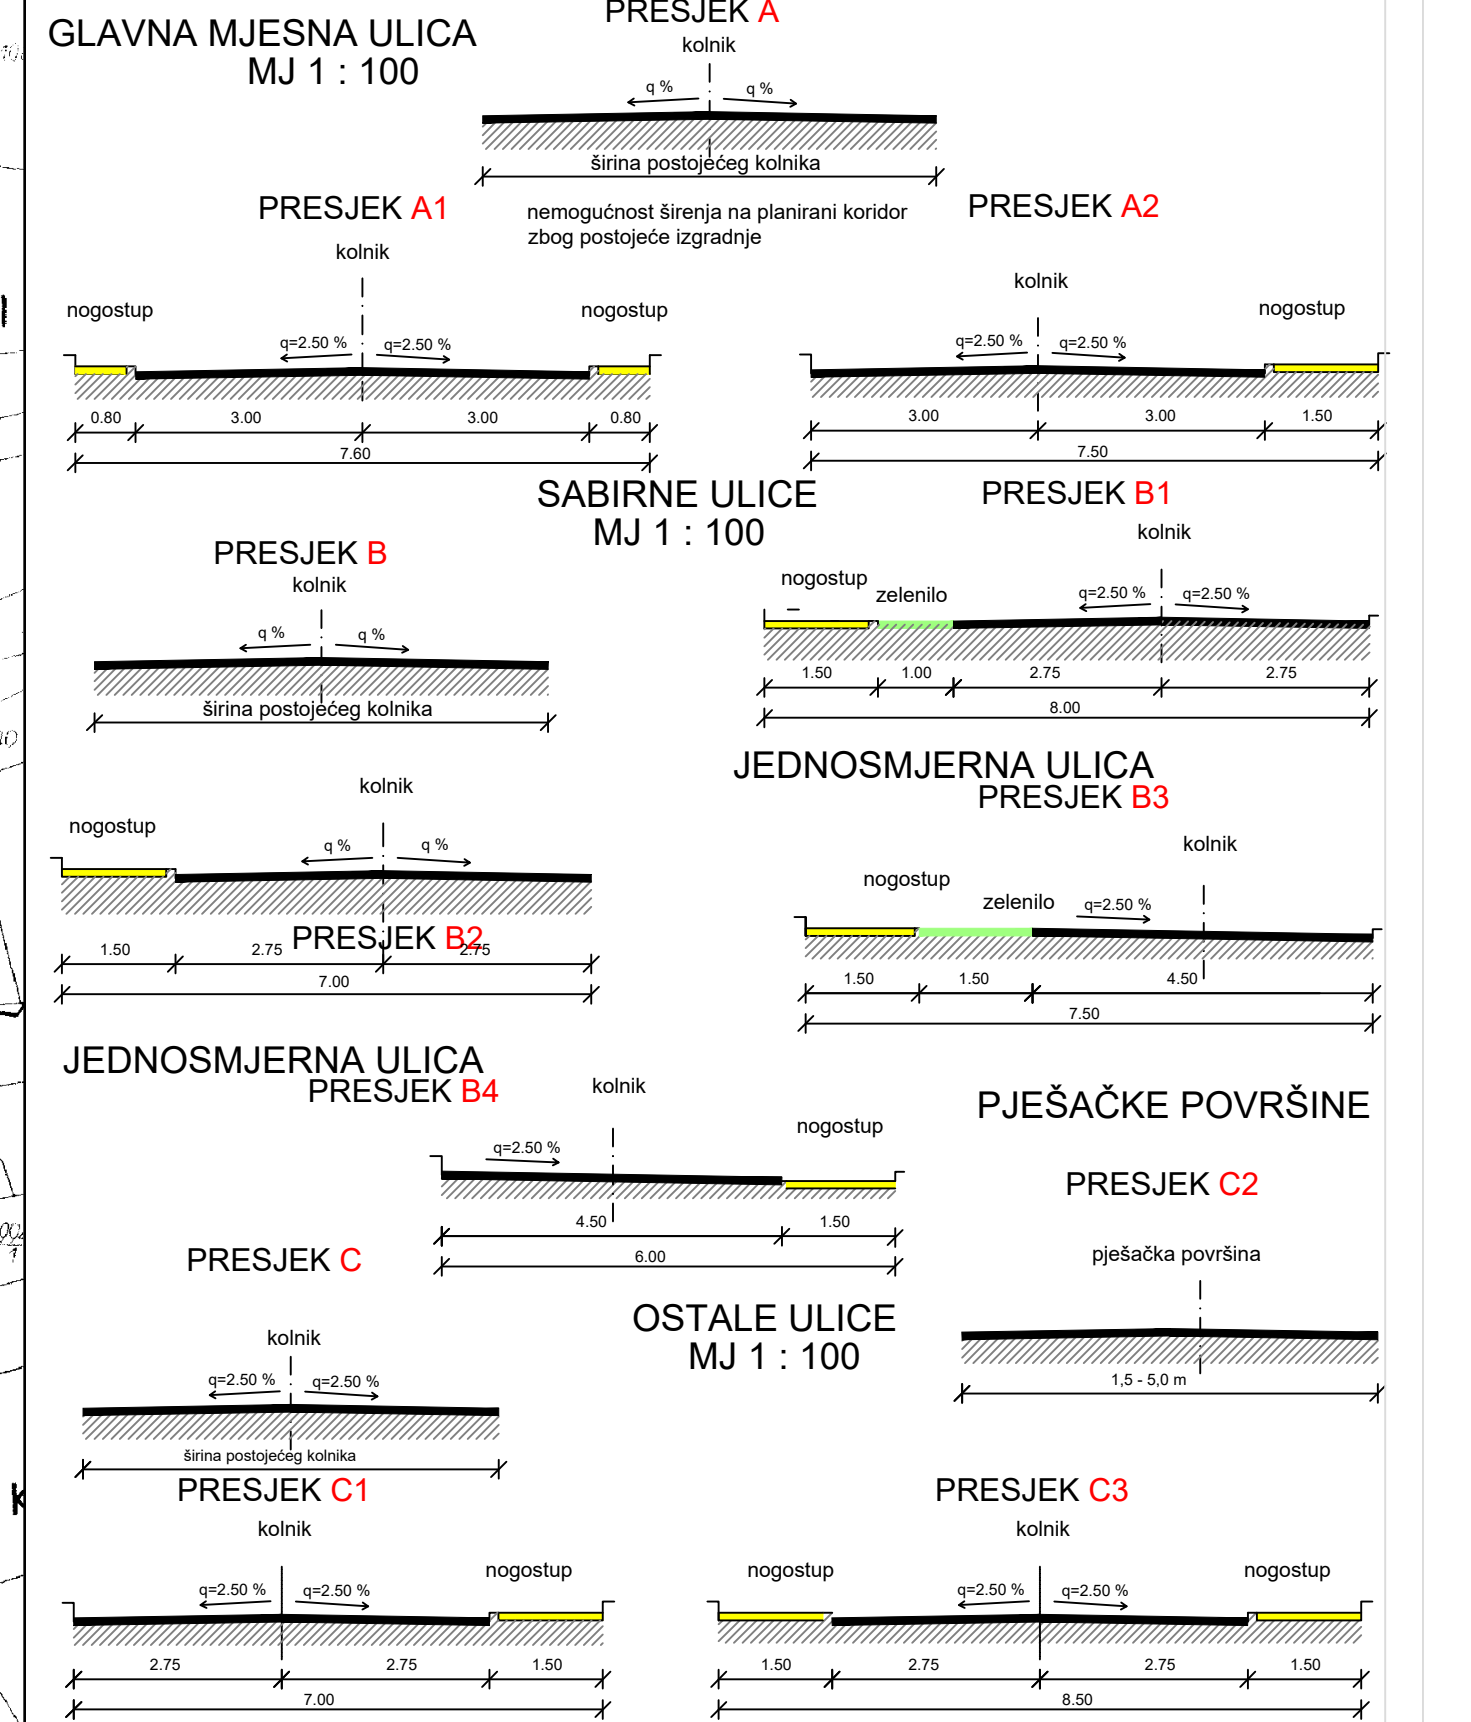 GLAVNA MJESNA ULICA
MJ 1 : 100
PRESJEK A
kolnik
q %
q %
širina postojećeg kolnika
nemogućnost širenja na planirani koridor
zbog postojeće izgradnje
PRESJEK A1
kolnik
nogostup
nogostup
q=2.50 %
q=2.50 %
0.80
3.00
3.00
0.80
7.60
PRESJEK A2
kolnik
nogostup
q=2.50 %
q=2.50 %
3.00
3.00
1.50
7.50
SABIRNE ULICE
MJ 1 : 100
PRESJEK B
kolnik
q %
q %
širina postojećeg kolnika
PRESJEK B1
kolnik
nogostup
zelenilo
q=2.50 %
q=2.50 %
1.50
1.00
2.75
2.75
8.00
kolnik
nogostup
q %
q %
PRESJEK B2
1.50
2.75
2.75
7.00
JEDNOSMJERNA ULICA
PRESJEK B3
kolnik
nogostup
zelenilo
q=2.50 %
1.50
1.50
4.50
7.50
JEDNOSMJERNA ULICA
PRESJEK B4
kolnik
nogostup
q=2.50 %
4.50
1.50
6.00
PJEŠAČKE POVRŠINE
PRESJEK C2
pješačka površina
1,5 - 5,0 m
OSTALE ULICE
MJ 1 : 100
PRESJEK C
kolnik
q=2.50 %
q=2.50 %
širina postojećeg kolnika
PRESJEK C1
kolnik
nogostup
q=2.50 %
q=2.50 %
2.75
2.75
1.50
7.00
PRESJEK C3
kolnik
nogostup
nogostup
q=2.50 %
q=2.50 %
1.50
2.75
2.75
1.50
8.50